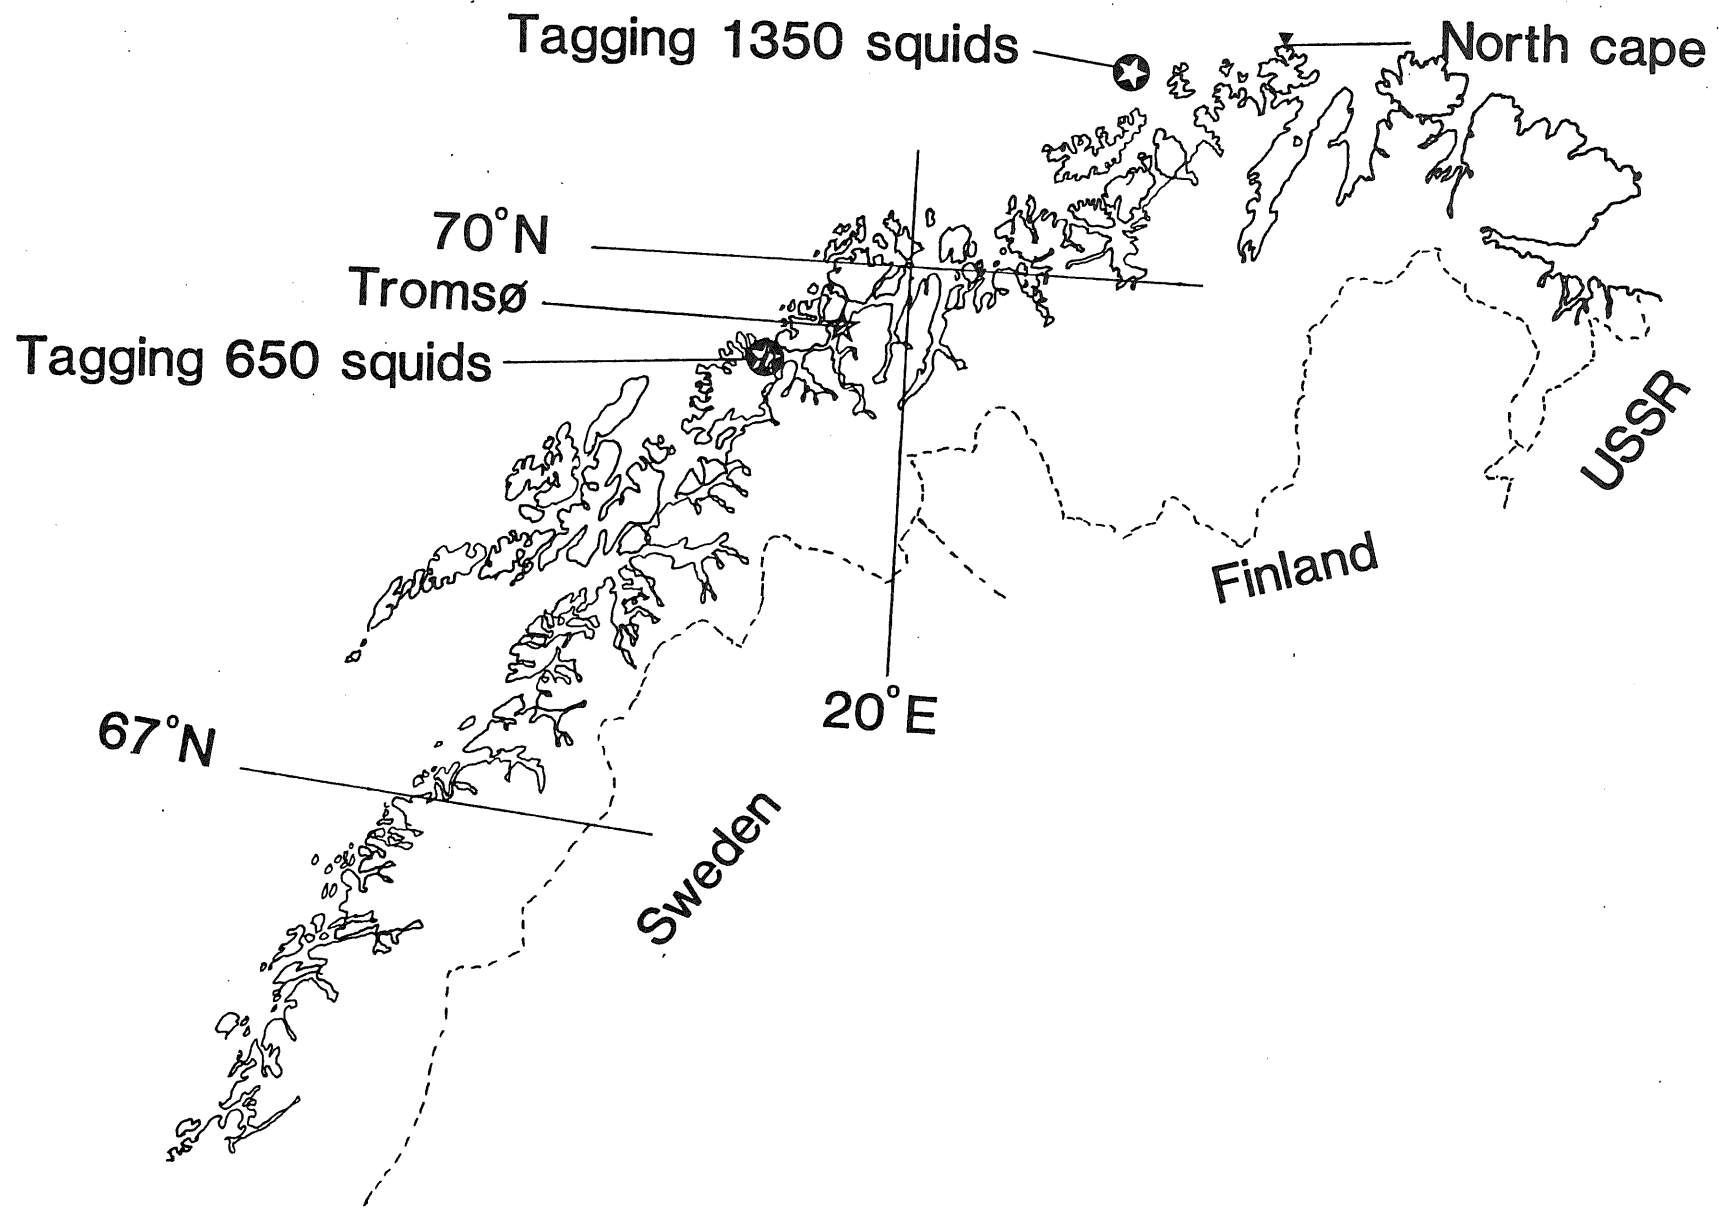 Tagging 1350 squids
North cape
70°N
Tromsø
Tagging 650 squids
USSR
Finland
20°E
67°N
Sweden